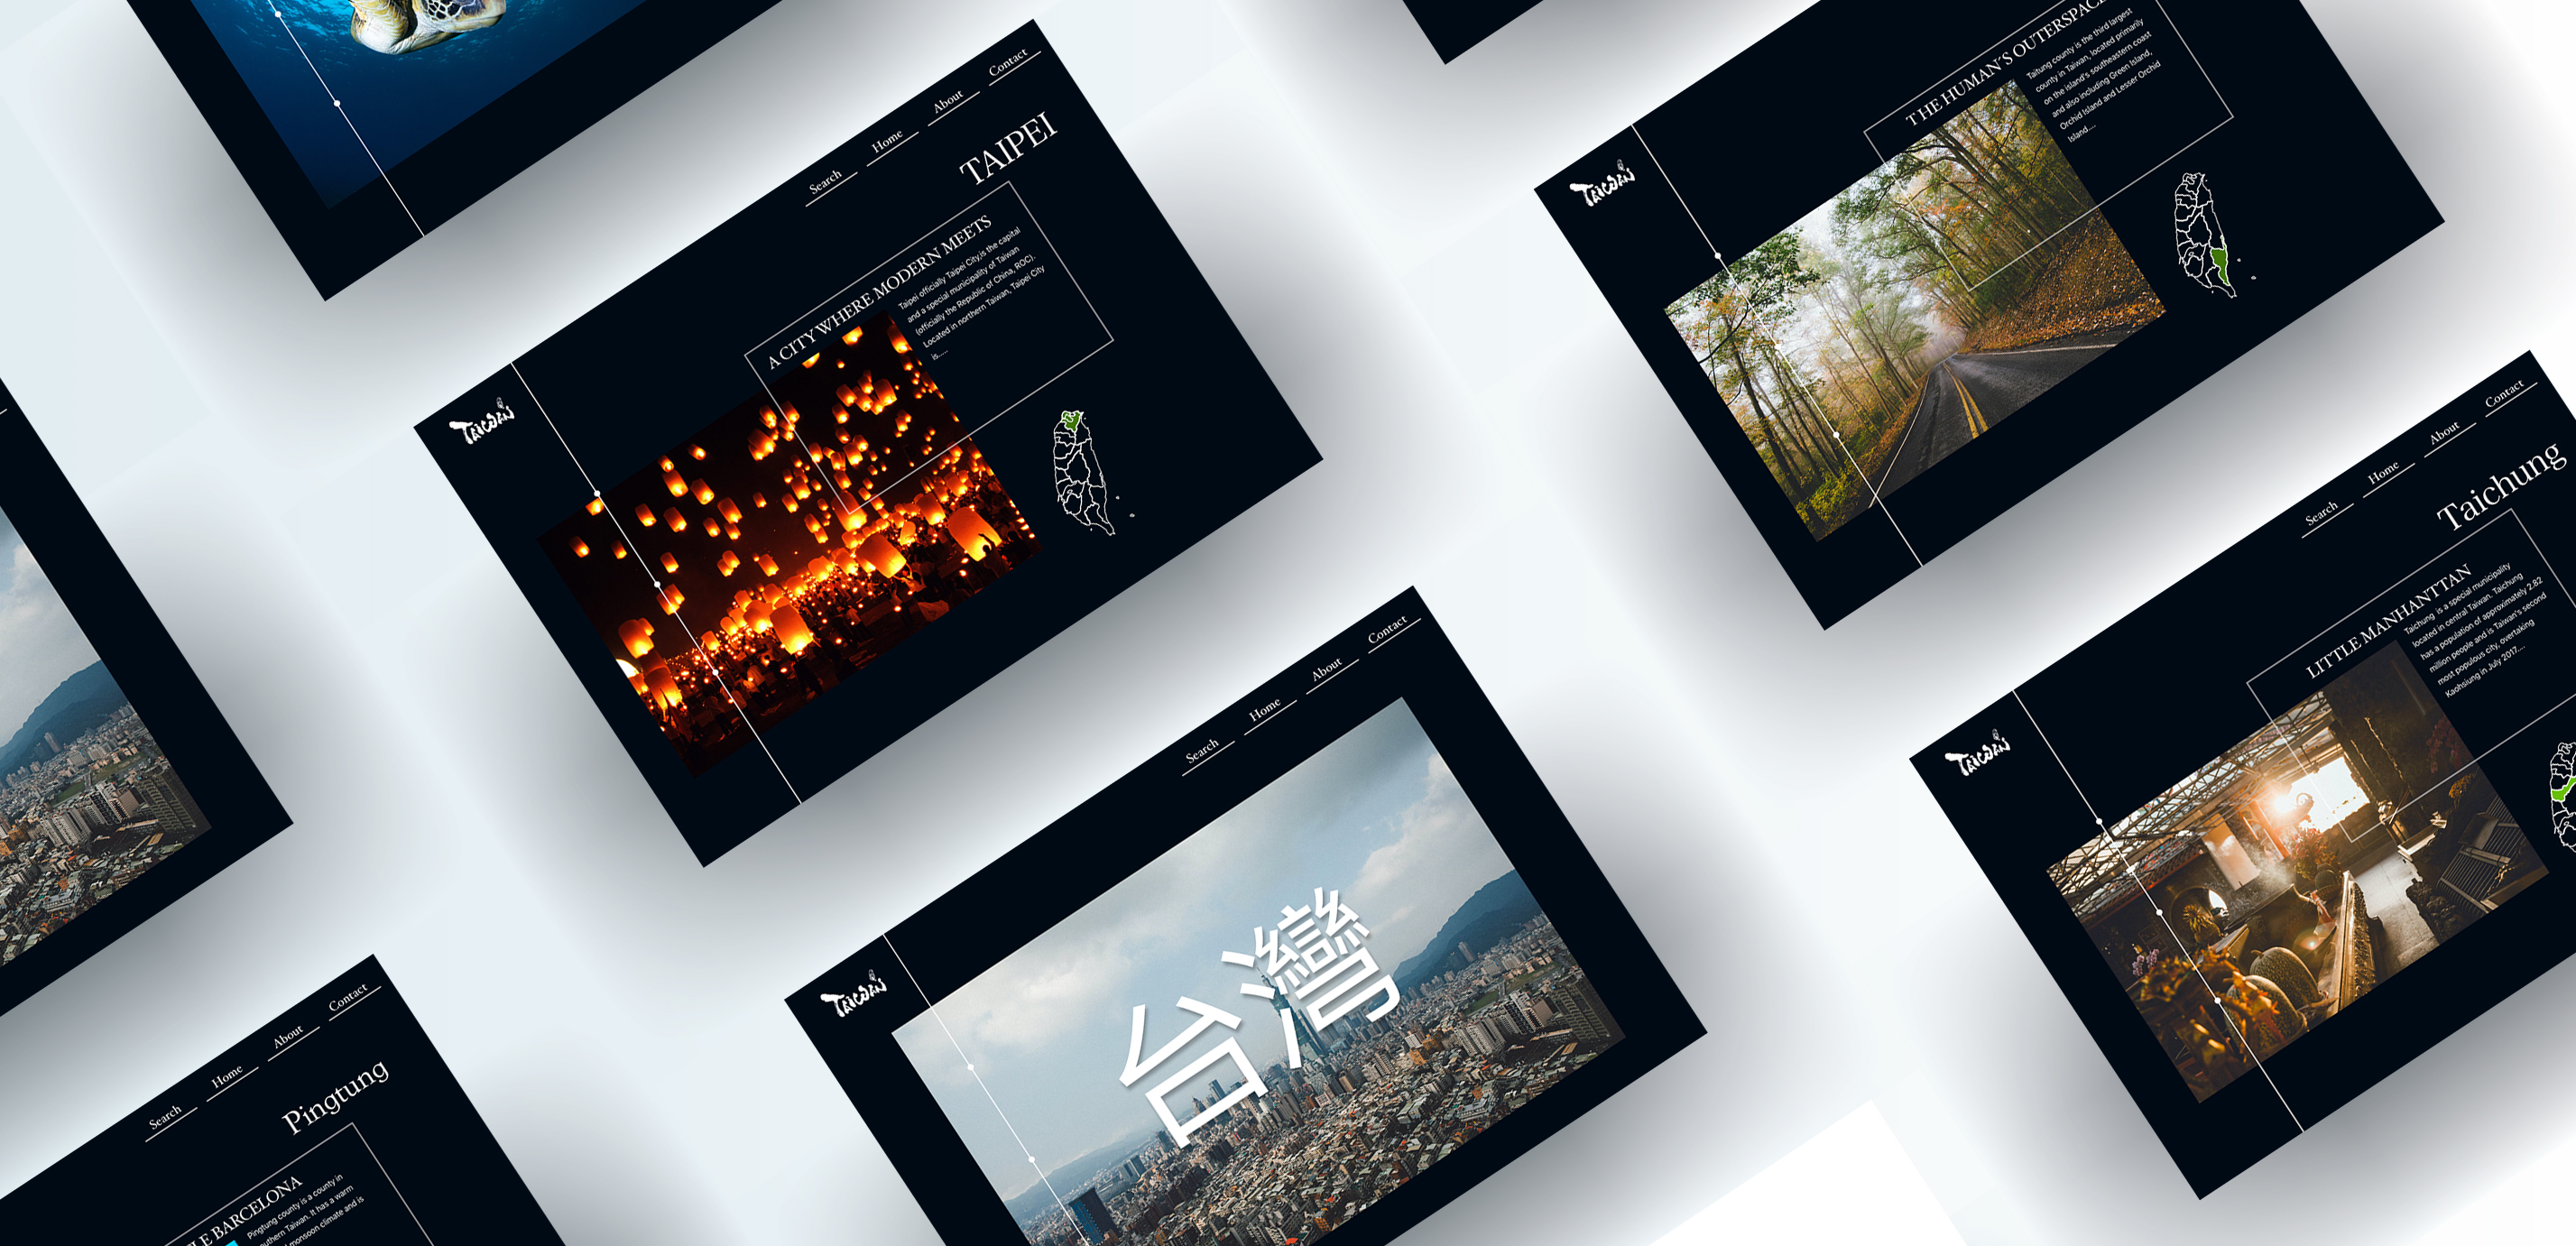 Search
Home
About
Contact
TAIPEI
A CITY WHERE MODERN MEETS
Taipei officially Taipei City,is the capital
and a special municipality of Taiwan
(officially the Republic of China, ROC).
Located in northern Taiwan, Taipei City
is.....
TAIWAN
THE HUMAN'S OUTERSPACE
Taitung county is the third largest
county in Taiwan, located primarily
on the island's southeastern coast
and also including Green Island,
Orchid Island and Lesser Orchid
Island....
TAIWAN
Search
Home
About
Contact
Taichung
LITTLE MANHANTTAN
Taichung is a special municipality
located in central Taiwan. Taichung
has a population of approximately 2.82
million people and is Taiwan's second
most populous city, overtaking
Kaohsiung in July 2017....
TAIWAN
Search
Home
About
Contact
TAIWAN
台灣
Search
Home
About
Contact
Pingtung
LE BARCELONA
Pingtung county is a county in
southern Taiwan. It has a warm
monsoon climate and is